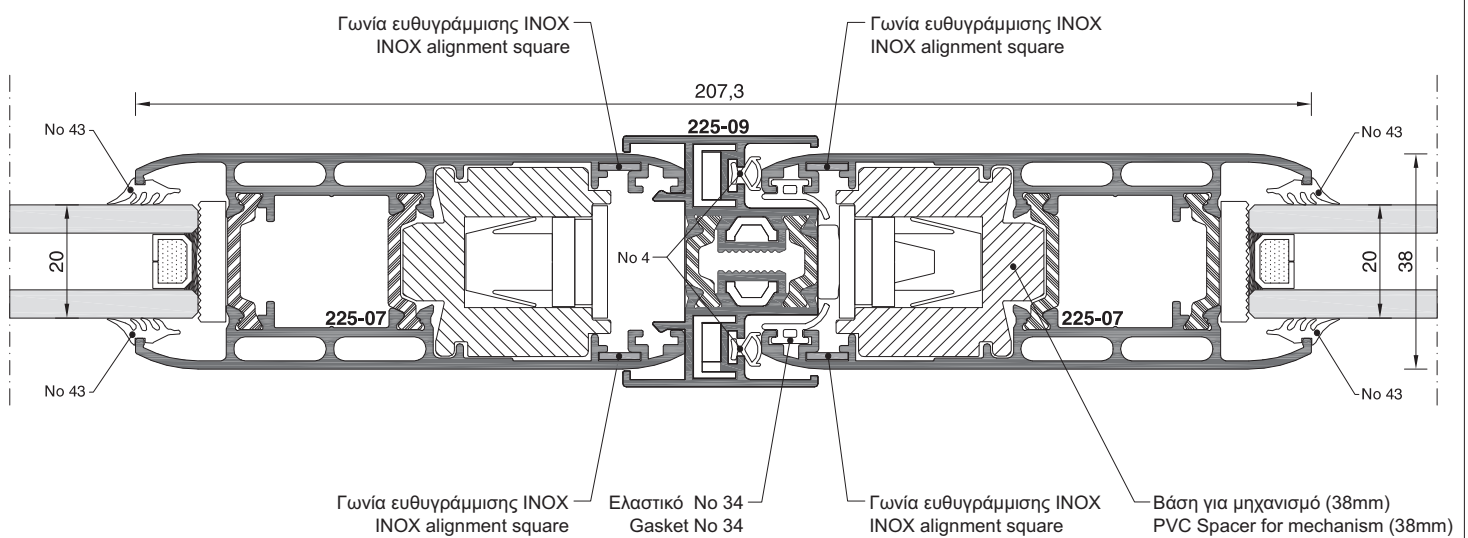 Γωνία ευθυγράμμισης INOX
INOX alignment square
Γωνία ευθυγράμμισης INOX
INOX alignment square
207,3
No 43
225-09
No 43
20
No 4
20
38
225-07
225-07
No 43
No 43
Γωνία ευθυγράμμισης INOX
INOX alignment square
Ελαστικό No 34
Gasket No 34
Γωνία ευθυγράμμισης INOX
INOX alignment square
Βάση για μηχανισμό (38mm)
PVC Spacer for mechanism (38mm)